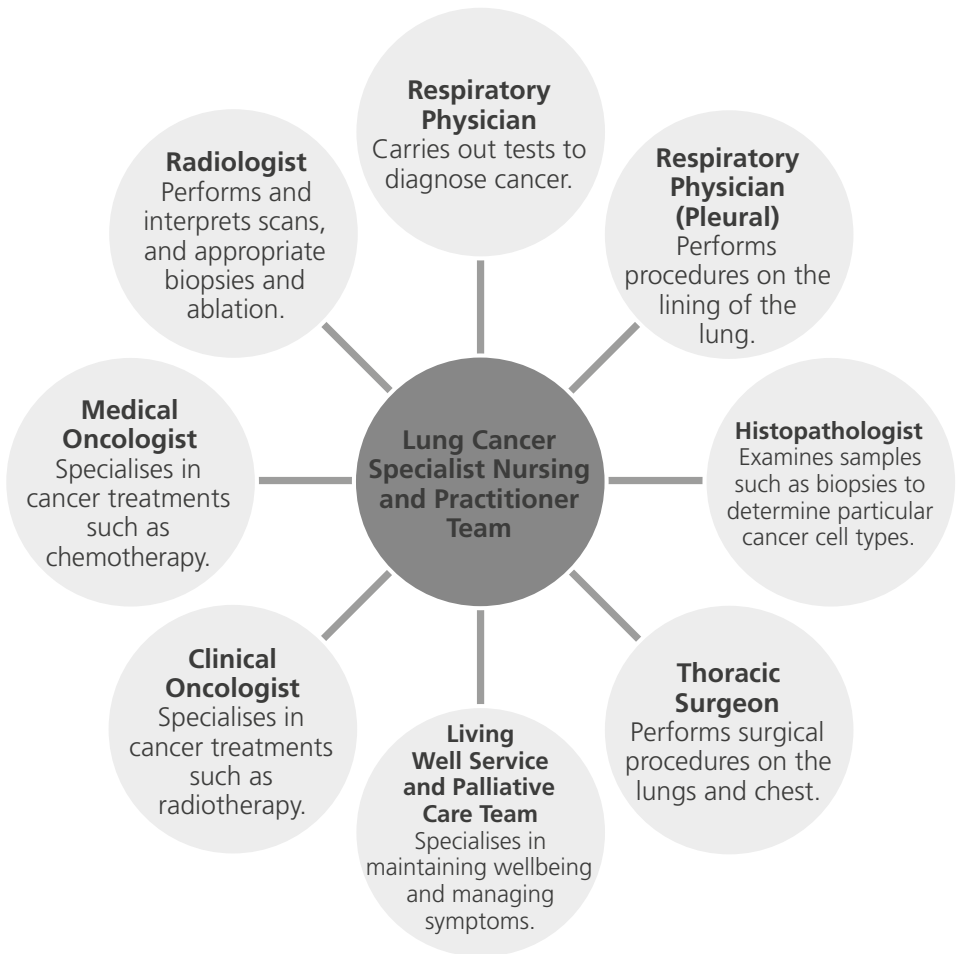 Respiratory
Physician
Carries out tests to
diagnose cancer.
Respiratory
Physician
(Pleural)
Performs
procedures on the
lining of the
lung.
Histopathologist
Examines samples
such as biopsies to
determine particular
cancer cell types.
Thoracic
Surgeon
Performs surgical
procedures on the
lungs and chest.
Living
Well Service
and Palliative
Care Team
Specialises in
maintaining wellbeing
and managing
symptoms.
Clinical
Oncologist
Specialises in
cancer treatments
such as
radiotherapy.
Medical
Oncologist
Specialises in
cancer treatments
such as
chemotherapy.
Radiologist
Performs and
interprets scans,
and appropriate
biopsies and
ablation.
Lung Cancer
Specialist Nursing
and Practitioner
Team